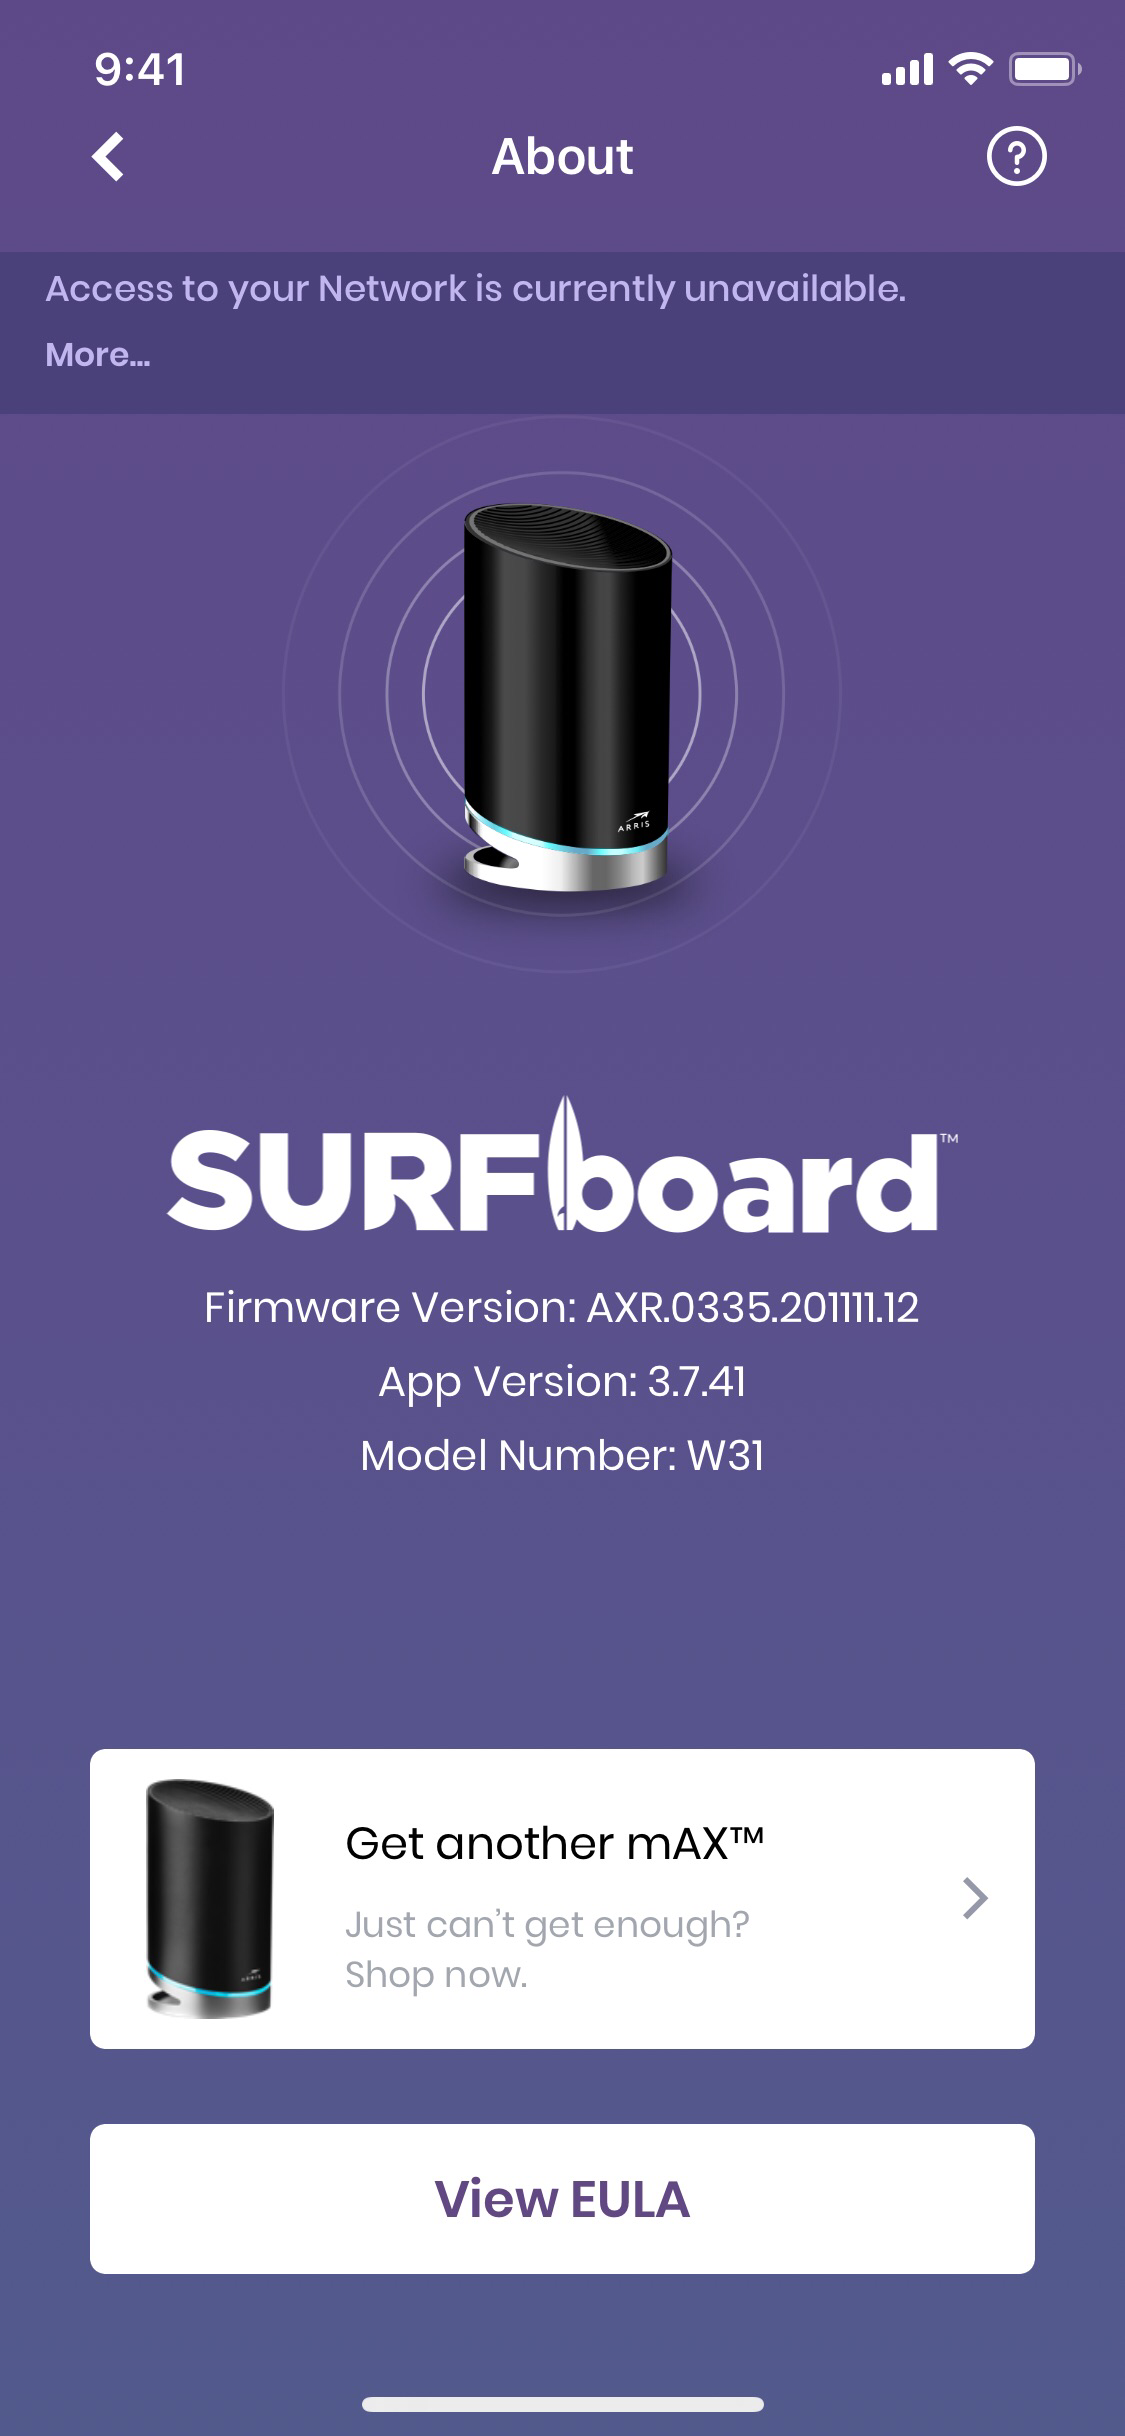 9:41
About
Access to your Network is currently unavailable.
More...
ARRIS
SURFboard™
Firmware Version: AXR.0335.201111.12
App Version: 3.7.41
Model Number: W31
Get another mAX™
Just can't get enough?
Shop now.
ARRIS
View EULA